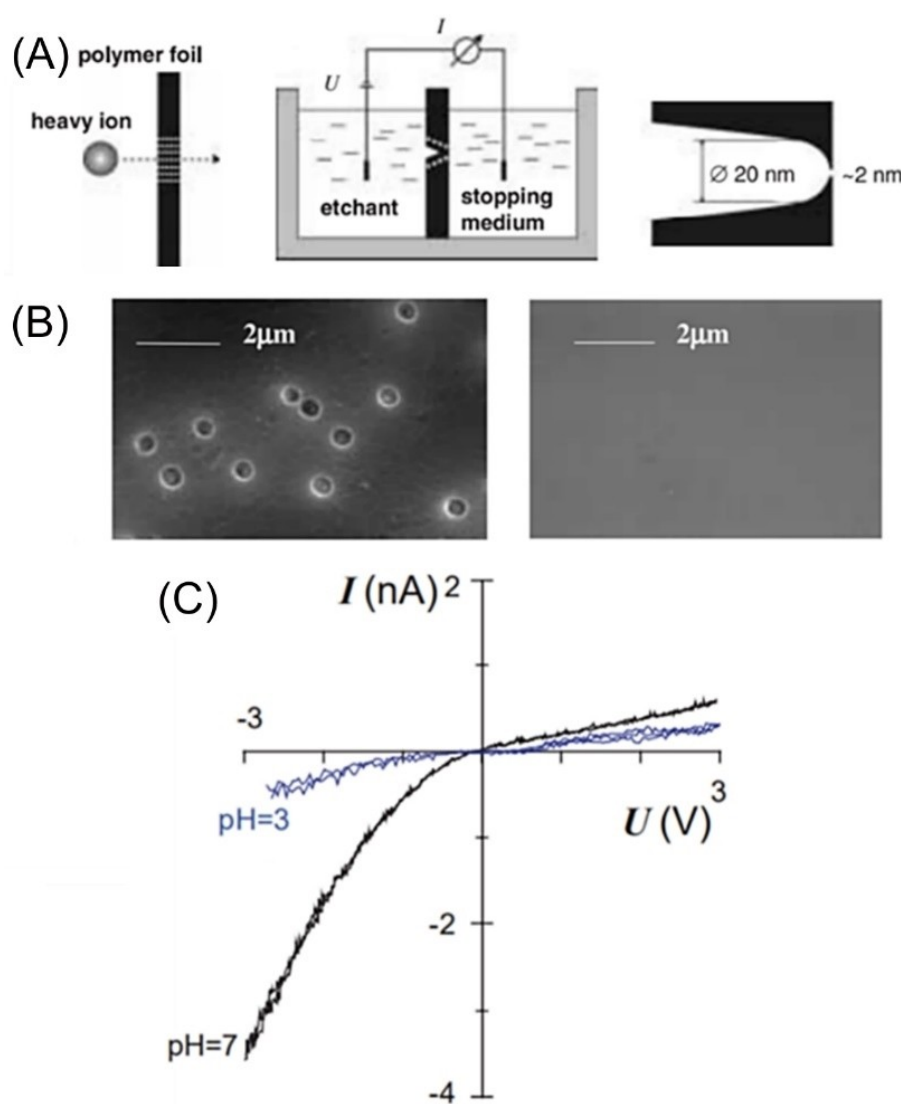 (A)
polymer foil
heavy ion
I
U
etchant
stopping
medium
Ø 20 nm
~2 nm
(B)
2μm
2μm
(C)
I (nA)
2
-3
3
pH=3
U (V)
-2
pH=7
-4